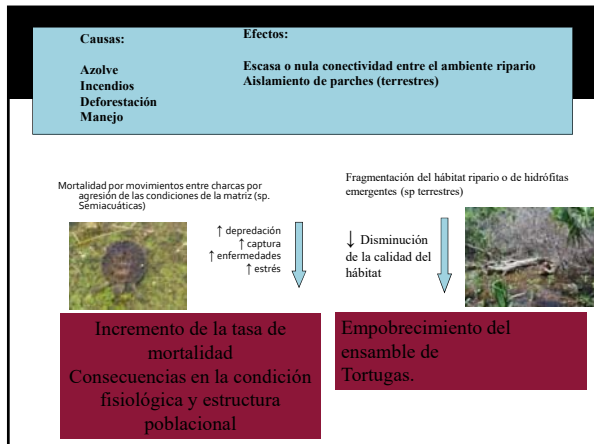 Causas:
Azolve
Incendios
Deforestación
Manejo
Efectos:
Escasa o nula conectividad entre el ambiente ripario
Aislamiento de parches (terrestres)
Mortalidad por movimientos entre charcas por
agresión de las condiciones de la matriz (sp.
Semiacuáticas)
↑ depredación
↑ captura
↑ enfermedades
↑ estrés
Incremento de la tasa de
mortalidad
Consecuencias en la condición
fisiológica y estructura
poblacional
Fragmentación del hábitat ripario o de hidrófitas
emergentes (sp terrestres)
↓ Disminución
de la calidad del
hábitat
Empobrecimiento del
ensamble de
Tortugas.